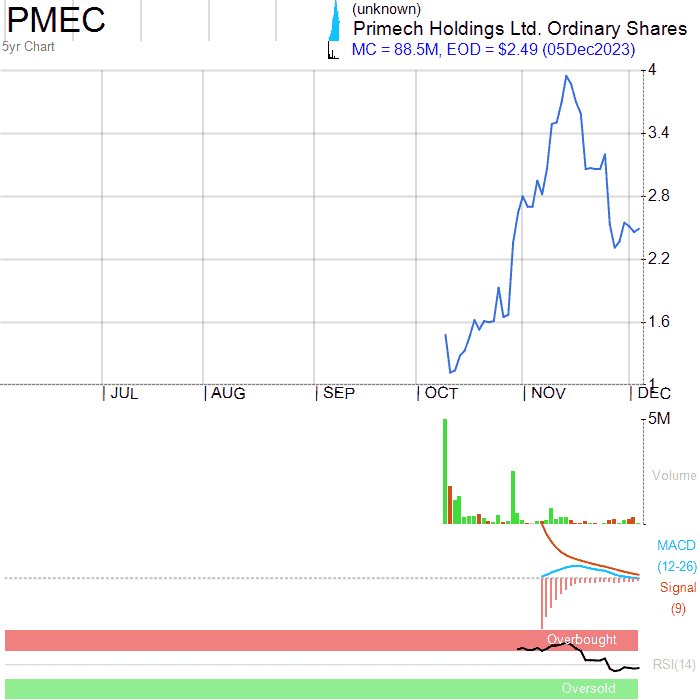 PMEC
5yr Chart
(unknown)
Primech Holdings Ltd. Ordinary Shares
MC = 88.5M, EOD = $2.49 (05Dec2023)
4
3.4
2.8
2.2
1.6
1
JUL AUG SEP OCT NOV DEC
5M
Volume
MACD
(12-26)
Signal
(9)
Overbought
RSI(14)
Oversold